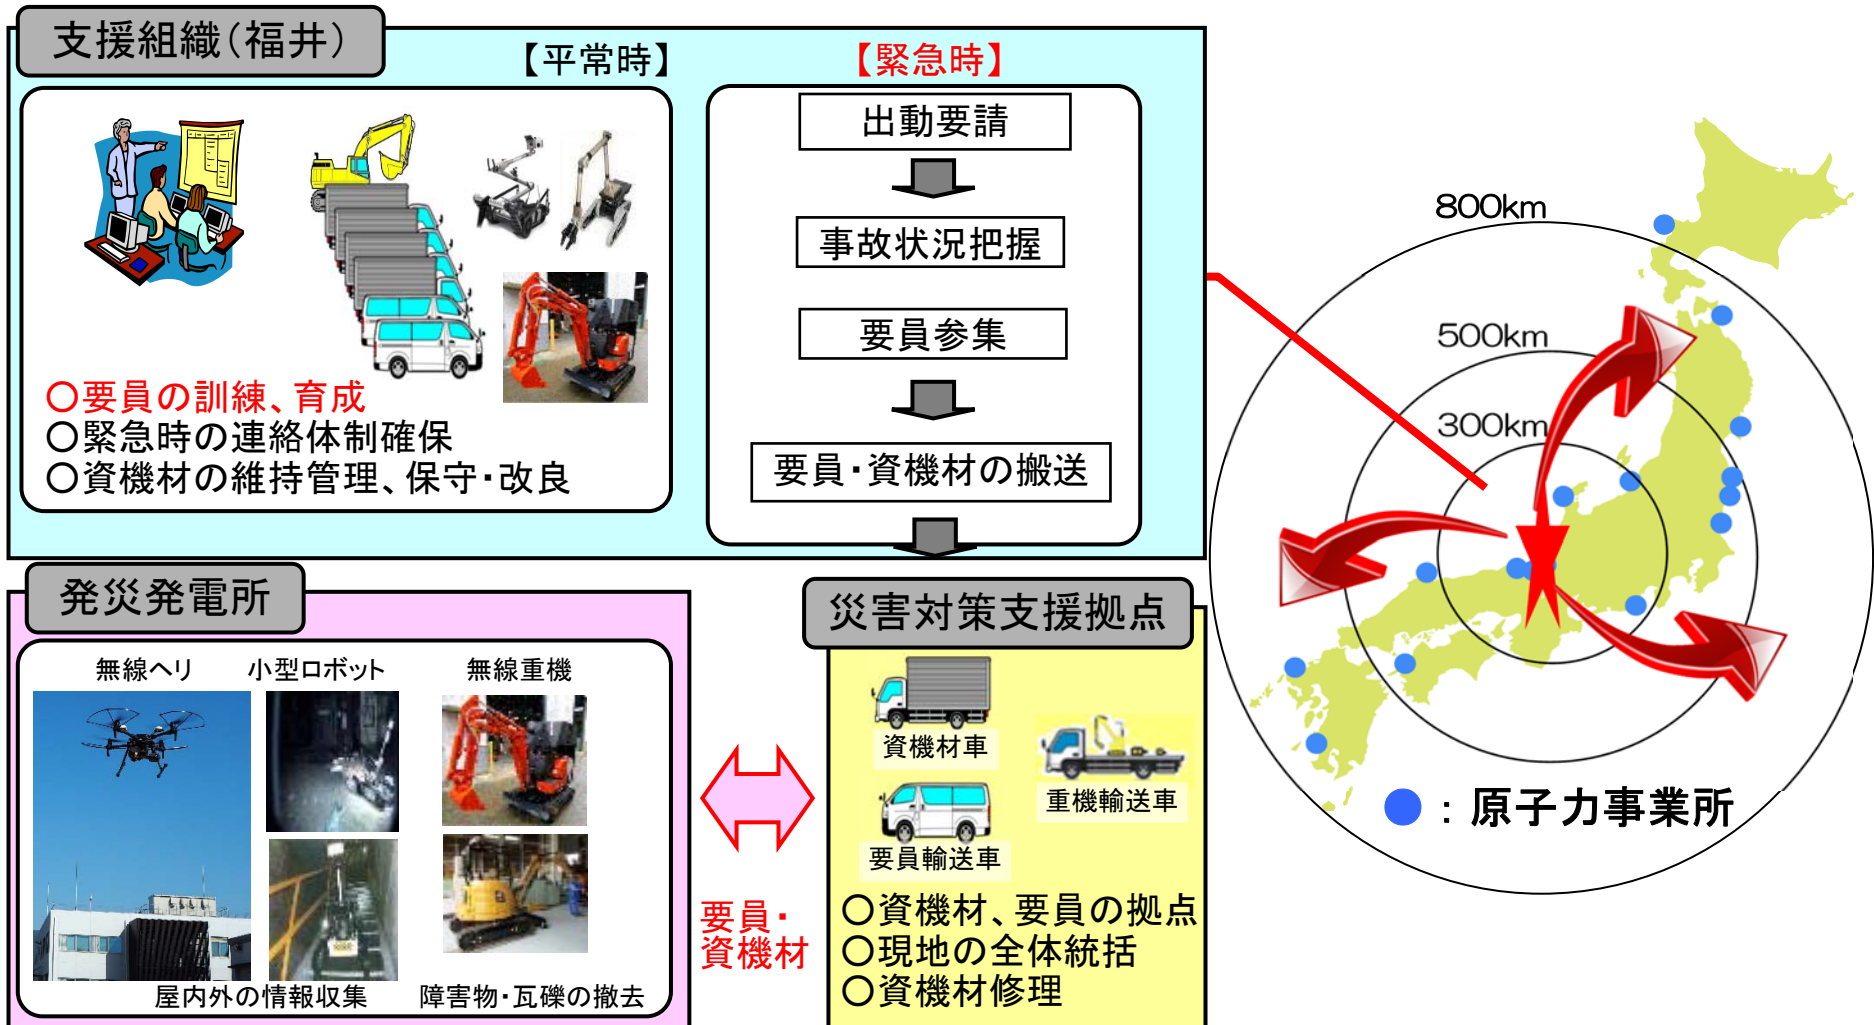 支援組織(福井)
【平常時】
○要員の訓練、育成
○緊急時の連絡体制確保
○資機材の維持管理、保守・改良
【緊急時】
出動要請
事故状況把握
要員参集
要員・資機材の搬送
800km
500km
300km
●：原子力事業所
発災発電所
無線ヘリ
小型ロボット
無線重機
屋内外の情報収集
障害物・瓦礫の撤去
要員・
資機材
災害対策支援拠点
資機材車
重機輸送車
要員輸送車
○資機材、要員の拠点
○現地の全体統括
○資機材修理